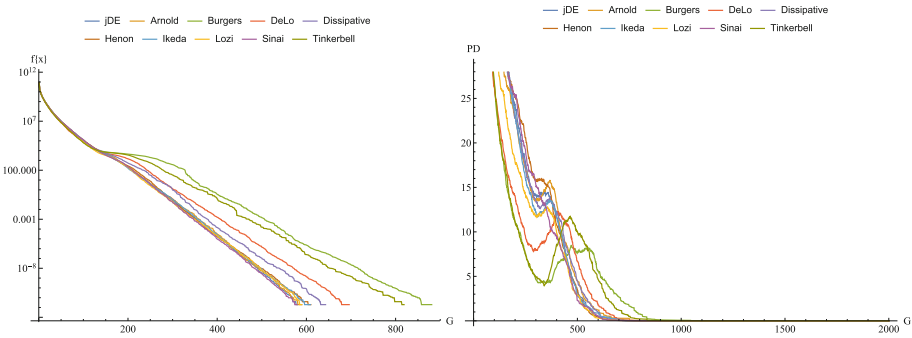 jDE Arnold Burgers DeLo Dissipative
Henon Ikeda Lozi Sinai Tinkerbell
f{x}
10^12
10^7
100.000
0.001
10^-8
200 400 600 800 G
jDE Arnold Burgers DeLo Dissipative
Henon Ikeda Lozi Sinai Tinkerbell
PD
25
20
15
10
5
500 1000 1500 2000 G